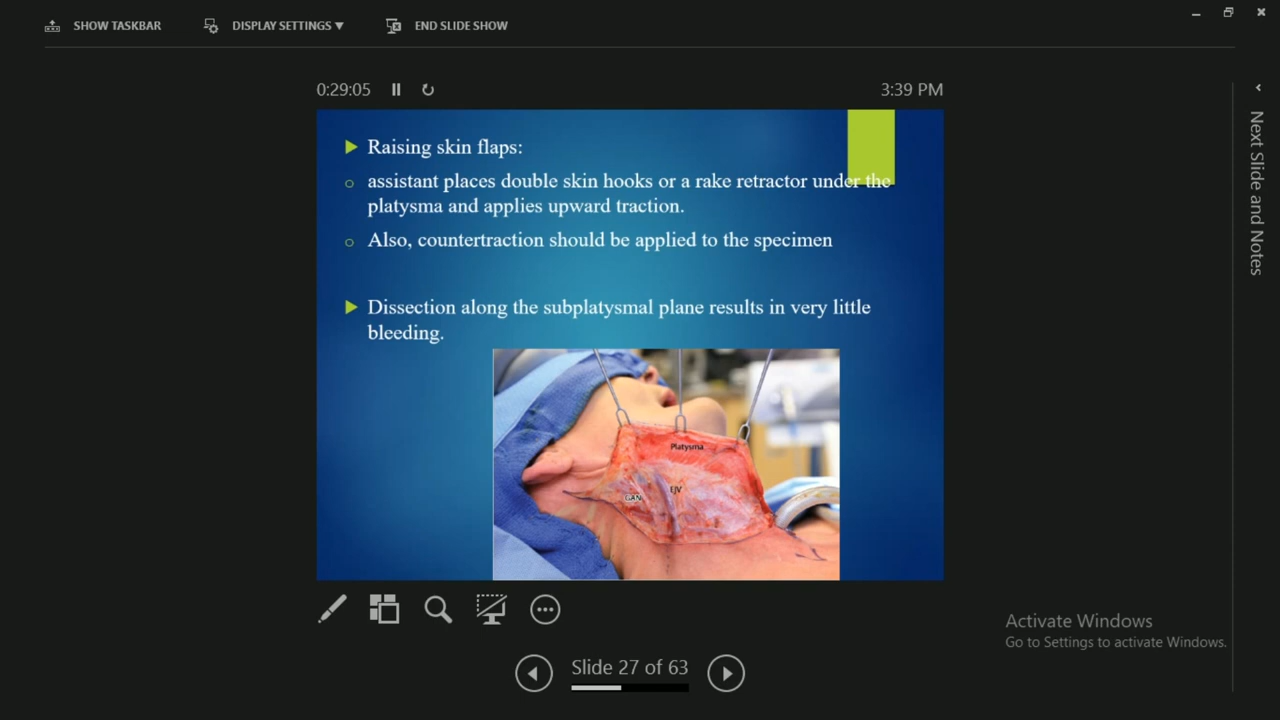 SHOW TASKBAR
DISPLAY SETTINGS ▼
END SLIDE SHOW
0:29:05
3:39 PM
Next Slide and Notes
Raising skin flaps:
assistant places double skin hooks or a rake retractor under the
platysma and applies upward traction.
Also, countertraction should be applied to the specimen
Dissection along the subplatysmal plane results in very little
bleeding.
Platysma
EJV
GAN
Activate Windows
Go to Settings to activate Windows.
Slide 27 of 63